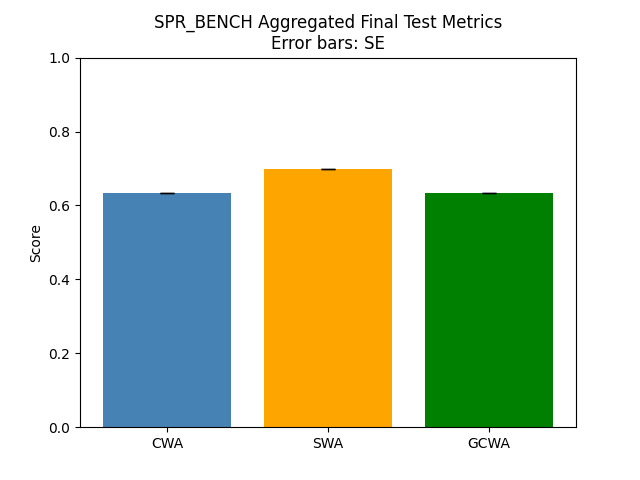 SPR_BENCH Aggregated Final Test Metrics
Error bars: SE
1.0
0.8
0.6
0.4
0.2
0.0
Score
CWA
SWA
GCWA